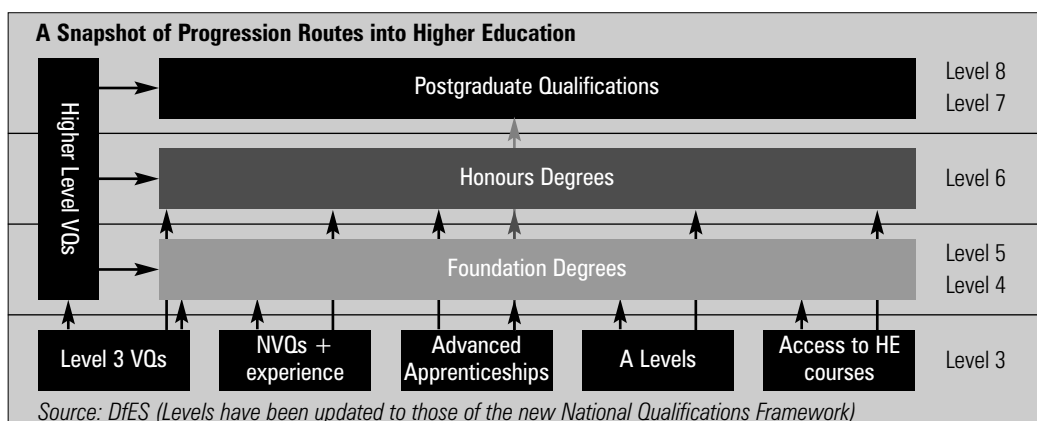 A Snapshot of Progression Routes into Higher Education
Higher Level VQs
Postgraduate Qualifications
Level 8
Level 7
Honours Degrees
Level 6
Foundation Degrees
Level 5
Level 4
Level 3 VQs
NVQs +
experience
Advanced
Apprenticeships
A Levels
Access to HE
courses
Level 3
Source: DfES (Levels have been updated to those of the new National Qualifications Framework)